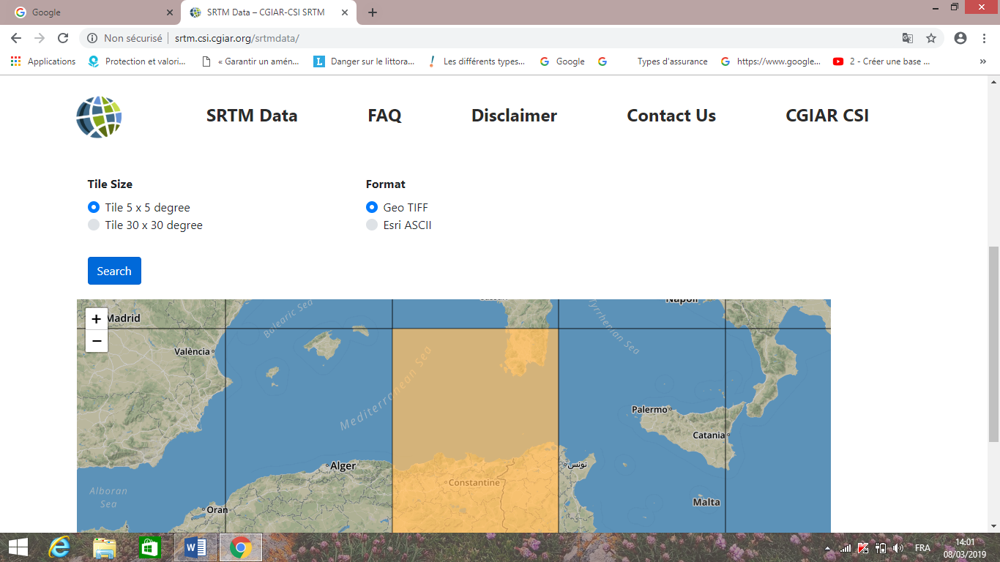 Google
SRTM Data – CGIAR-CSI SRTM
Non sécurisé | srtm.csi.cgiar.org/srtmdata/
Applications
Protection et valori...
« Garantir un amén...
Danger sur le littora...
Les différents types...
Google
Types d'assurance
https://www.google...
2 - Créer une base ...
»
SRTM Data
FAQ
Disclaimer
Contact Us
CGIAR CSI
Tile Size
Format
Tile 5 x 5 degree
Geo TIFF
Tile 30 x 30 degree
Esri ASCII
Search
+
−
Madrid
Balearic Sea
Tyrrhenian Sea
Napoli
València
Mediterranean Sea
Palermo
Catania
Alger
تونس
Constantine
Alboran
Sea
Oran
Malta
FRA
14:01
08/03/2019